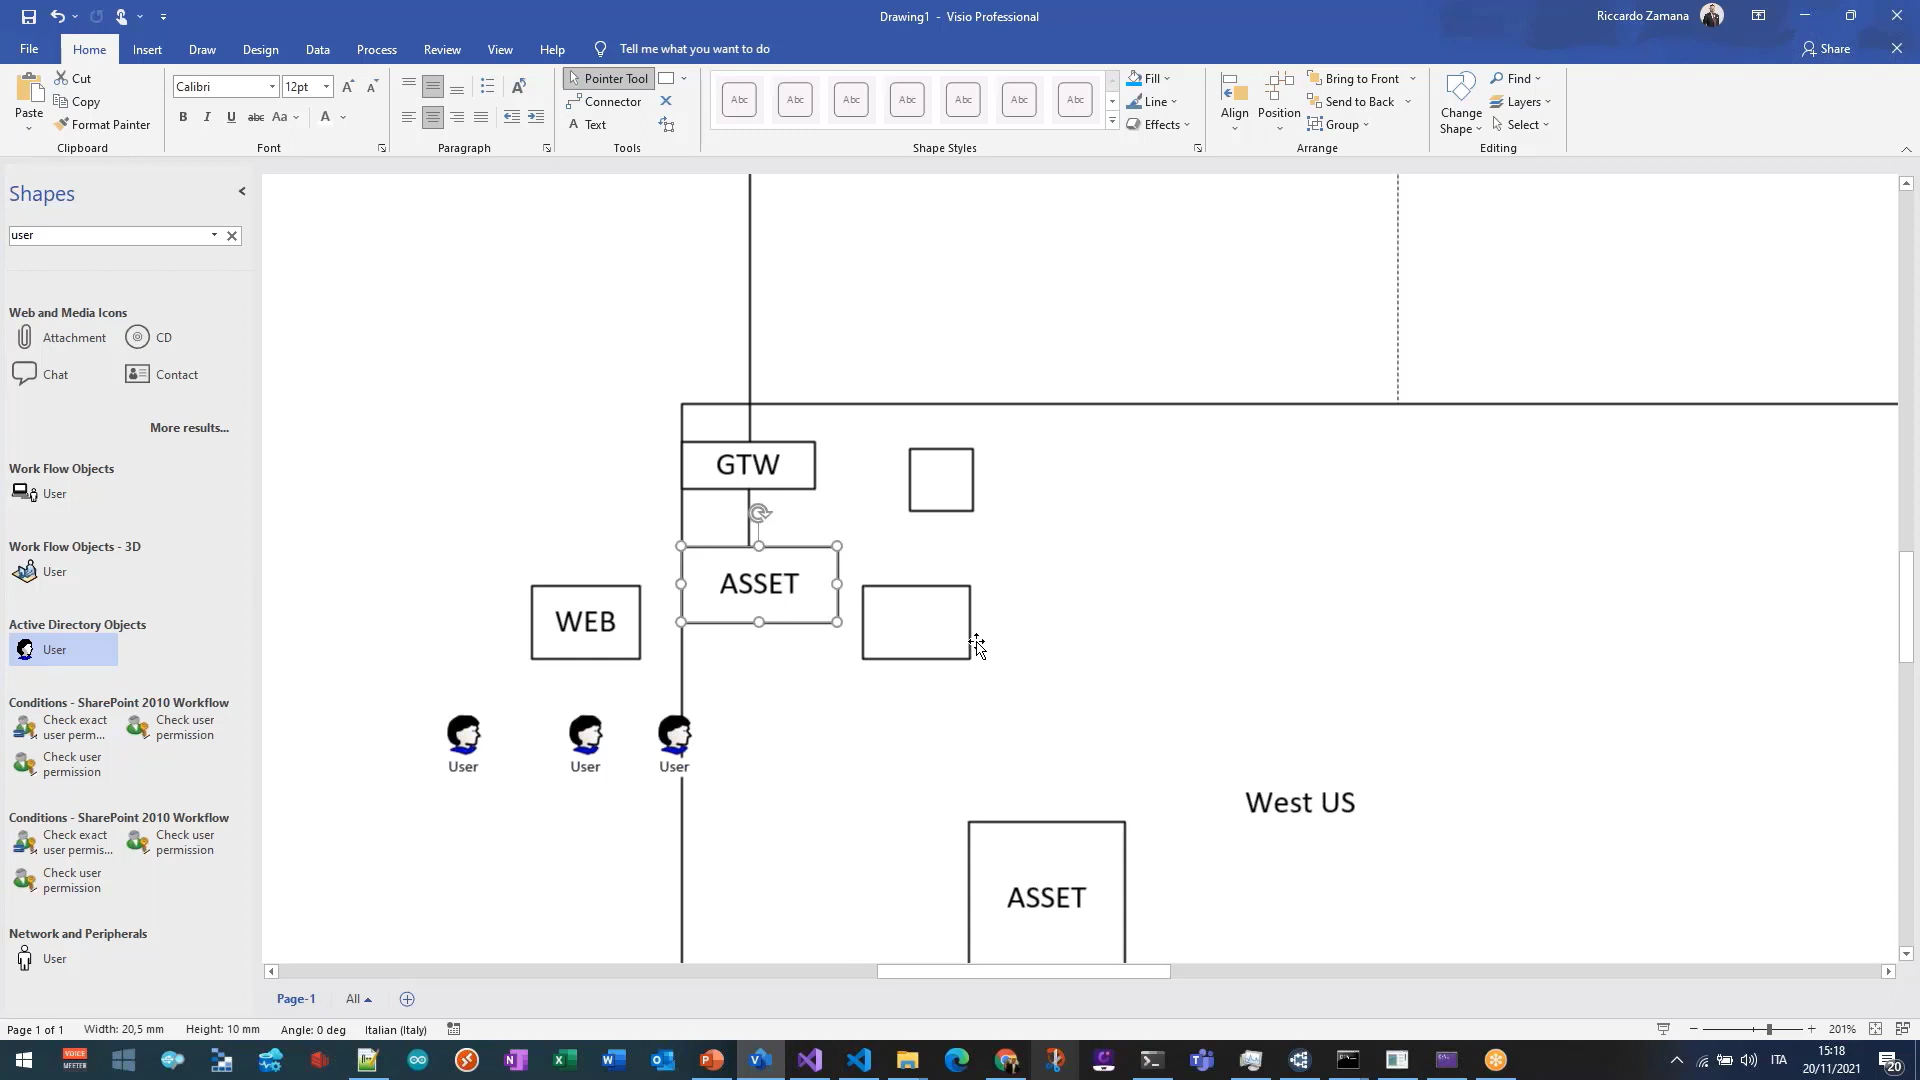 Drawing1 - Visio Professional
Riccardo Zamana
File
Home
Insert
Draw
Design
Data
Process
Review
View
Help
Tell me what you want to do
Share
Paste
Cut
Copy
Format Painter
Clipboard
Calibri
12pt
B I U abc Aa A
Font
Paragraph
Pointer Tool
Connector
A Text
Tools
Abc Abc Abc Abc Abc Abc Abc
Shape Styles
Fill
Line
Effects
Align
Position
Bring to Front
Send to Back
Group
Arrange
Change
Shape
Find
Layers
Select
Editing
Shapes
user
Web and Media Icons
Attachment
CD
Chat
Contact
More results...
Work Flow Objects
User
Work Flow Objects - 3D
User
Active Directory Objects
User
Conditions - SharePoint 2010 Workflow
Check exact
user perm...
Check user
permission
Check user
permission
Conditions - SharePoint 2010 Workflow
Check exact
user permis...
Check user
permission
Check user
permission
Network and Peripherals
User
GTW
ASSET
WEB
User
User
User
West US
ASSET
Page-1
All
Page 1 of 1
Width: 20,5 mm
Height: 10 mm
Angle: 0 deg
Italian (Italy)
201%
VOICE
MEETER
ITA
15:18
20/11/2021
20